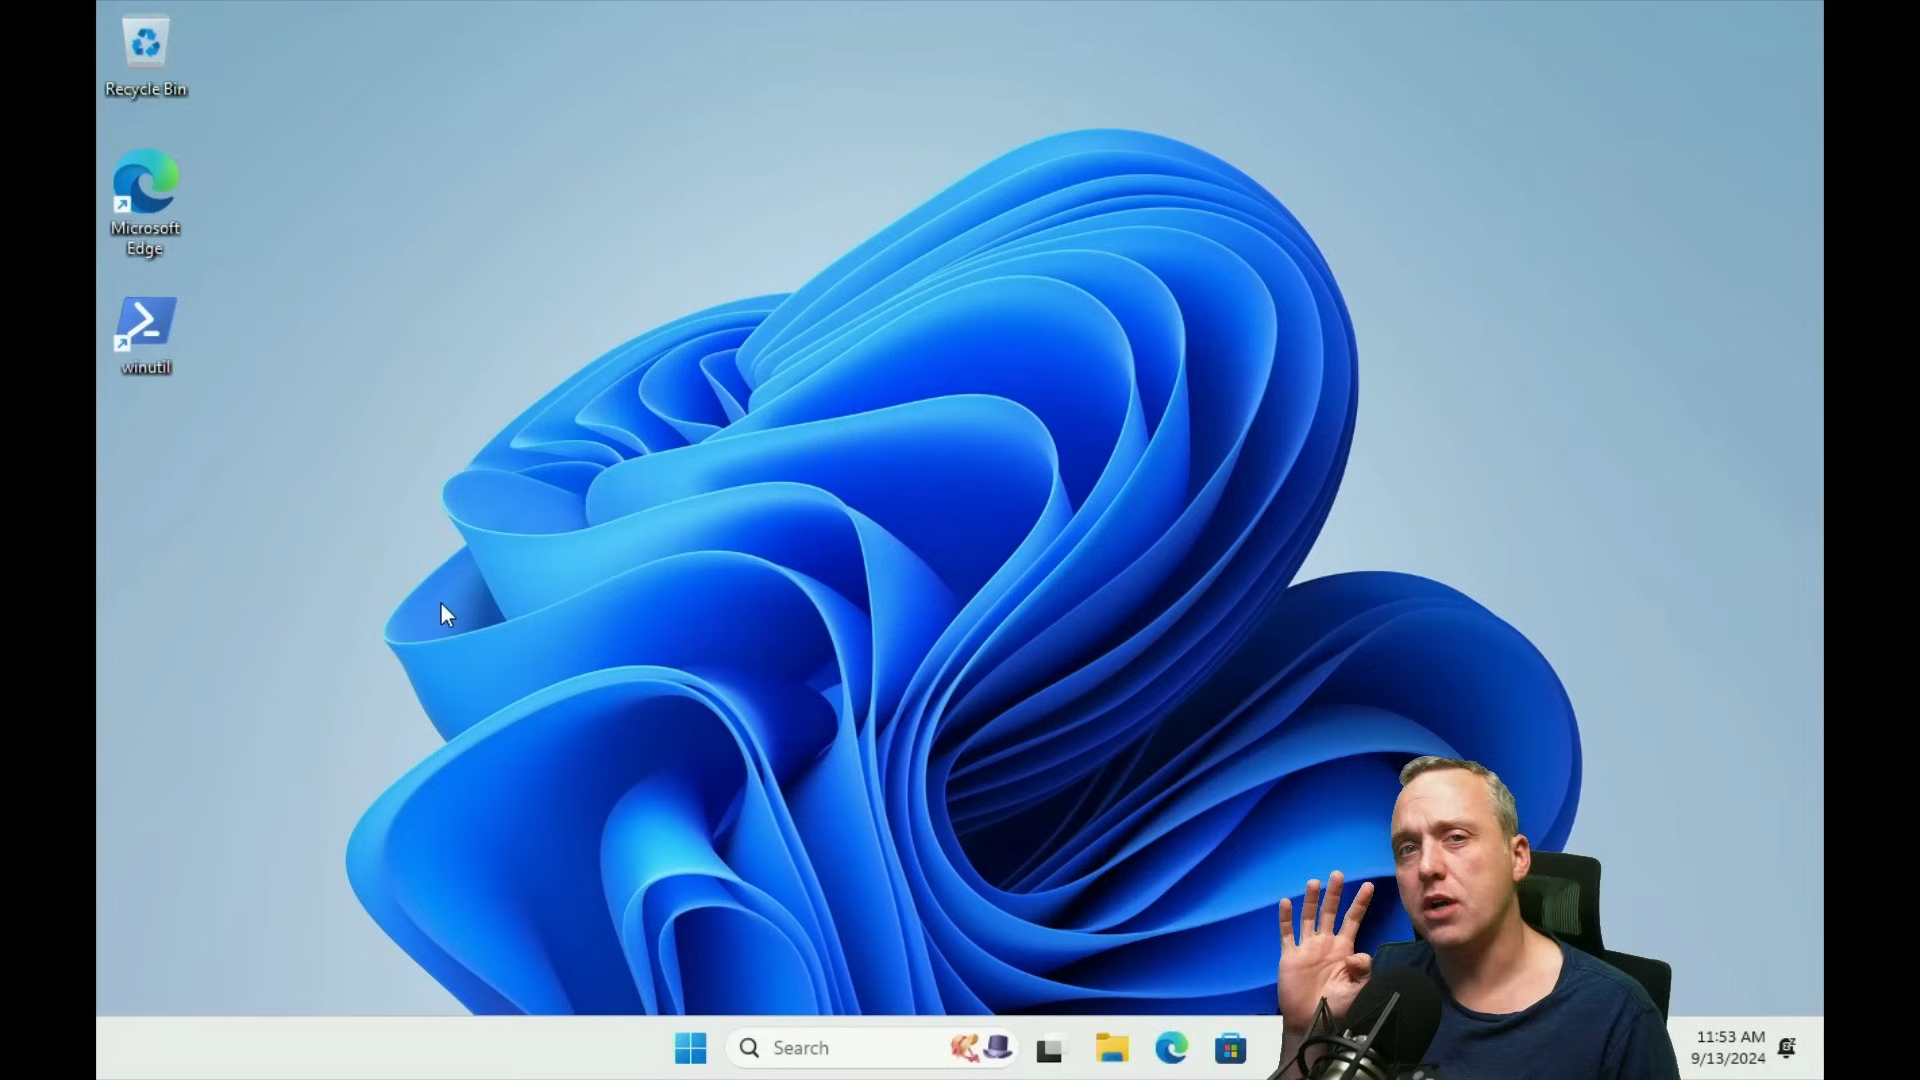 Recycle Bin
Microsoft
Edge
winutil
Search
11:53 AM
9/13/2024